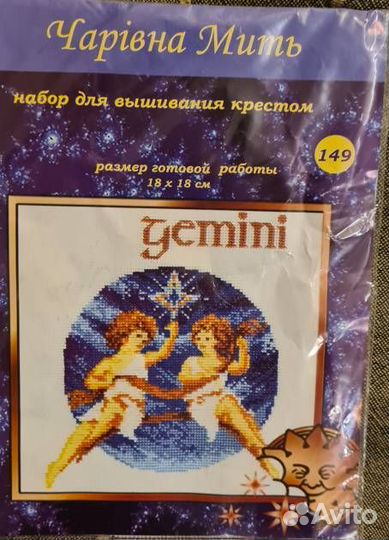 Чарівна Мить
набор для вышивания крестом
149
размер готовой работы
18 х 18 см
gemini
Avito